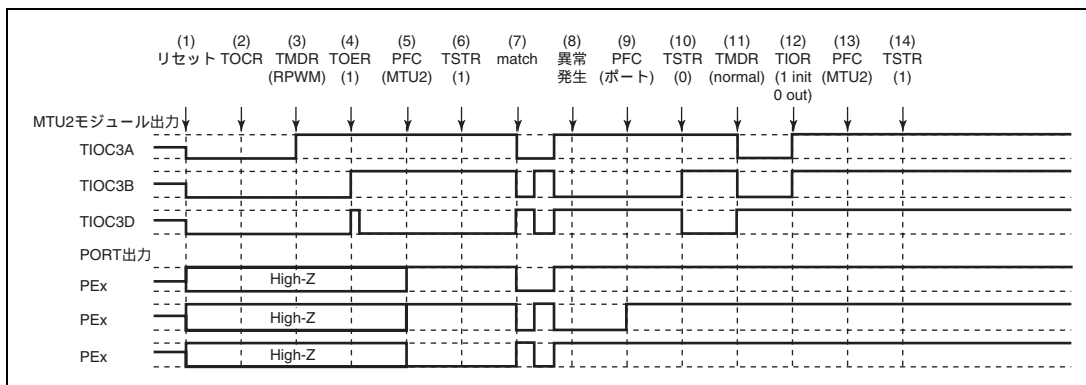 (1) (2) (3) (4) (5) (6) (7) (8) (9) (10) (11) (12) (13) (14)
リセット TOCR TMDR TOER PFC TSTR match 異常 PFC TSTR TMDR TIOR PFC TSTR
(RPWM) (1) (MTU2) (1) 発生 (ポート) (0) (normal) (1 init (MTU2) (1)
0 out)
MTU2モジュール出力
TIOC3A
TIOC3B
TIOC3D
PORT出力
PEx High-Z
PEx High-Z
PEx High-Z